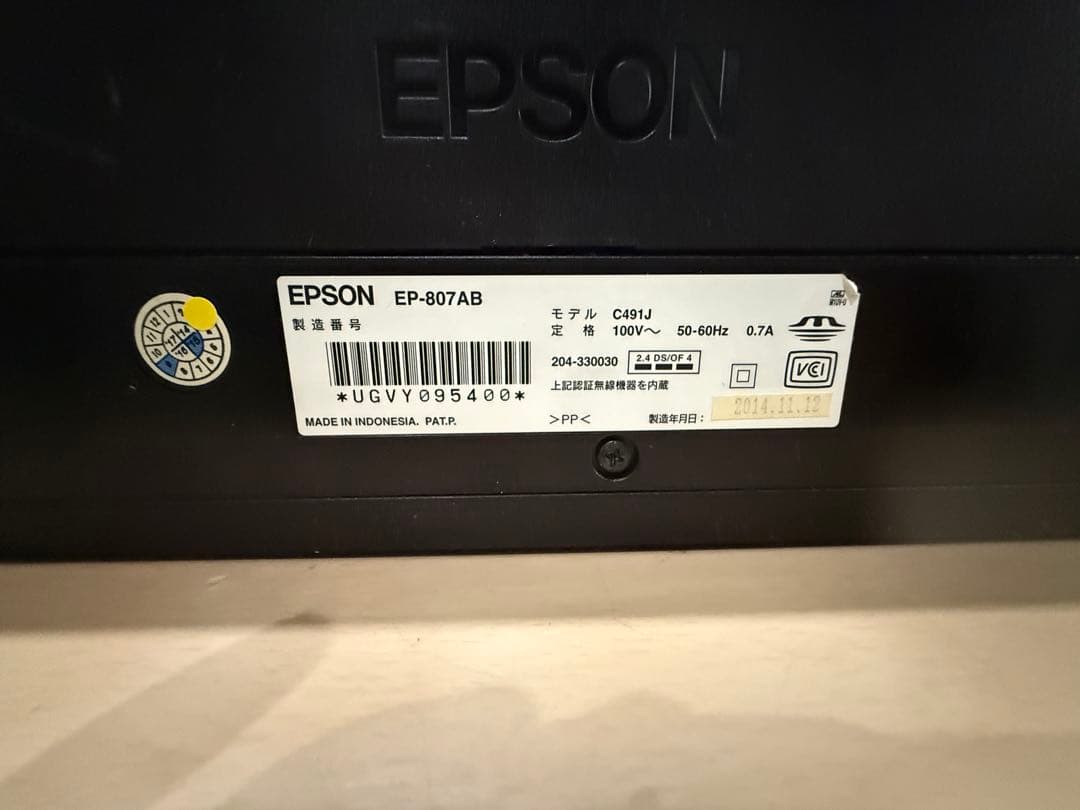 EPSON
EPSON EP-807AB
製造番号
*UGVY095400*
MADE IN INDONESIA. PAT.P.
モデル C491J
定格 100V〜 50-60Hz 0.7A
204-330030 2.4 DS/OF 4
上記認証無線機器を内蔵
>PP<
製造年月日: 2014.11.12
VCI